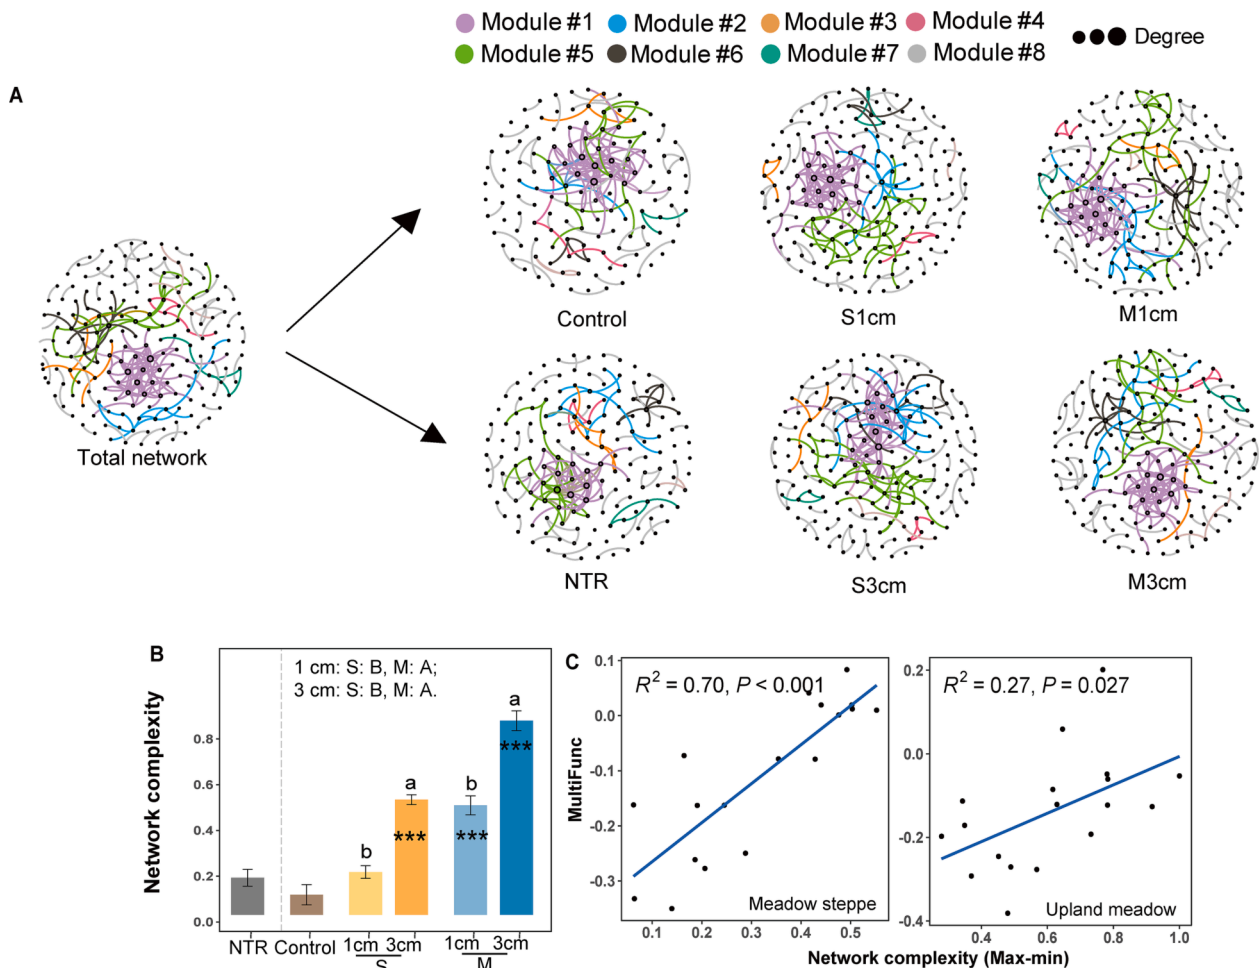 Module #1 Module #2 Module #3 Module #4
Module #5 Module #6 Module #7 Module #8
Degree
A
Total network
Control
S1cm
M1cm
NTR
S3cm
M3cm
B
Network complexity
0.8
0.6
0.4
0.2
0.0
1 cm: S: B, M: A;
3 cm: S: B, M: A.
b
a
***
b
***
a
***
NTR Control 1cm 3cm 1cm 3cm
S M
C
MultiFunc
0.1
0.0
-0.1
-0.2
-0.3
R² = 0.70, P < 0.001
Meadow steppe
0.1 0.2 0.3 0.4 0.5
0.2
0.0
-0.2
-0.4
R² = 0.27, P = 0.027
Upland meadow
0.4 0.6 0.8 1.0
Network complexity (Max-min)